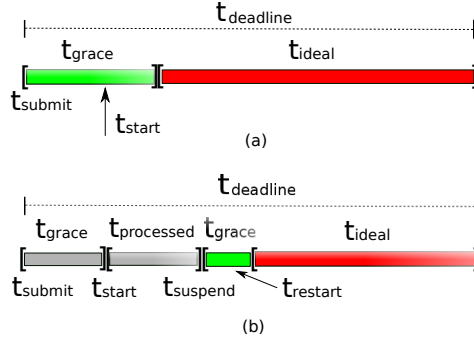 tdeadline
tgrace tideal
tsubmit
tstart
(a)
tdeadline
tgrace tprocessed tgrace tideal
tsubmit tstart tsuspend trestart
(b)